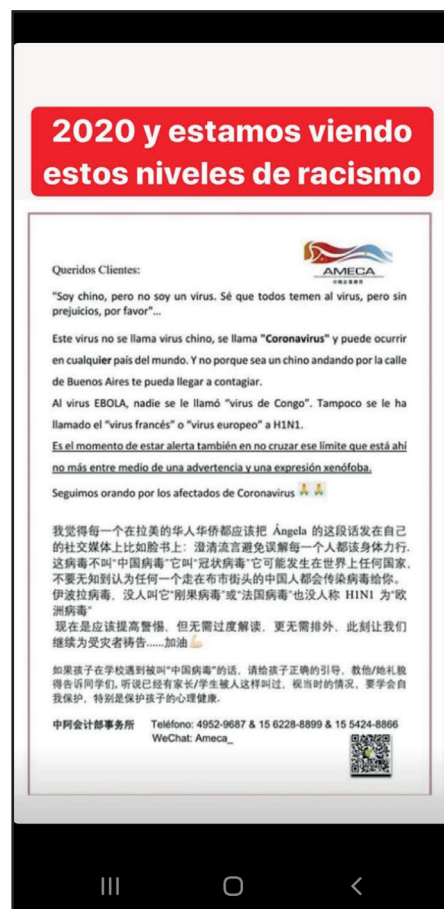 2020 y estamos viendo
estos niveles de racismo
AMECA
Queridos Clientes:
"Soy chino, pero no soy un virus. Sé que todos temen al virus, pero sin
prejuicios, por favor"...
Este virus no se llama virus chino, se llama "Coronavirus" y puede ocurrir
en cualquier país del mundo. Y no porque sea un chino andando por la calle
de Buenos Aires te pueda llegar a contagiar.
Al virus EBOLA, nadie se le llamó "virus de Congo". Tampoco se le ha
llamado el "virus francés" o "virus europeo" a H1N1.
Es el momento de estar alerta también en no cruzar ese límite que está ahí
no más entre medio de una advertencia y una expresión xenófoba.
Seguimos orando por los afectados de Coronavirus 🙏 🙏
我觉得每一个在拉美的华人华侨都应该把 Ángela 的这段话发在自己
的社交媒体上比如脸书上：澄清流言避免误解每一个人都该身体力行.
这病毒不叫"中国病毒"它叫"冠状病毒"它可能发生在世界上任何国家,
不要无知到认为任何一个走在布市街头的中国人都会传染病毒给你。
伊波拉病毒，没人叫它"刚果病毒"或"法国病毒"也没人称 H1N1 为"欧
洲病毒"
现在是应该提高警惕，但无需过度解读，更无需排外，此刻让我们
继续为受灾者祷告......加油💪🏻
如果孩子在学校遇到被叫"中国病毒"的话，请给孩子正确的引导，教他/她礼貌
得告诉同学们, 听说已经有家长/学生被人这样叫过，视当时的情况，要学会自
我保护，特别是保护孩子的心理健康.
中阿会计部事务所 Teléfono: 4952-9687 & 15 6228-8899 & 15 5424-8866
WeChat: Ameca_